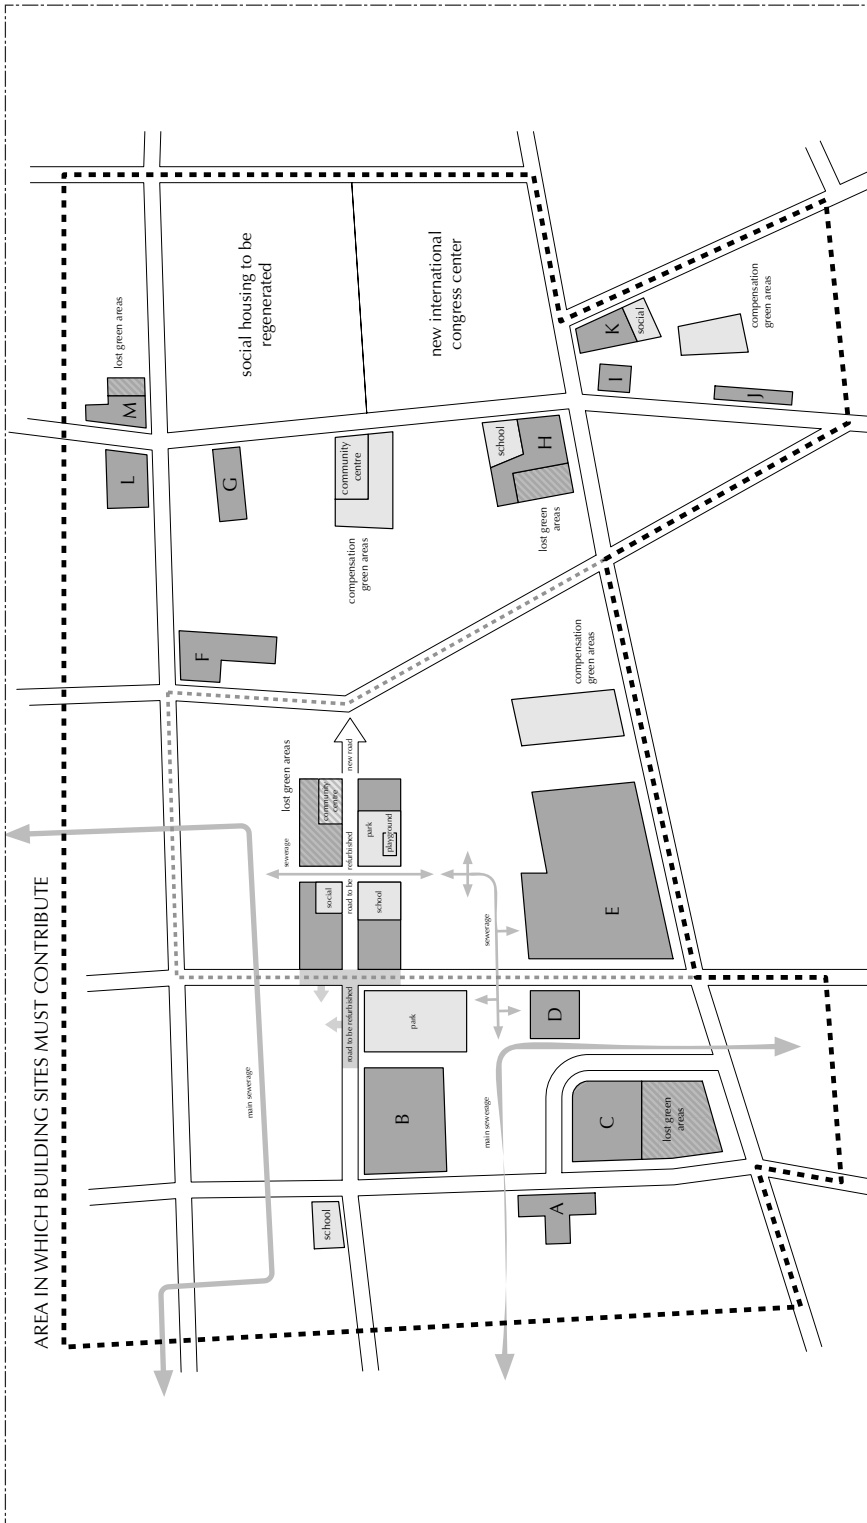 AREA IN WHICH BUILDING SITES MUST CONTRIBUTE
main sewerage
school
sewerage
lost green areas
community
centre
social
road to be
refurbished
new road
park
playground
school
road to be refurbished
park
B
sewerage
main sewerage
A
C
lost green
areas
D
E
compensation
green areas
F
G
L
M
lost green areas
compensation
green areas
community
centre
social housing to be
regenerated
new international
congress center
school
H
lost green
areas
I
J
K
social
compensation
green areas